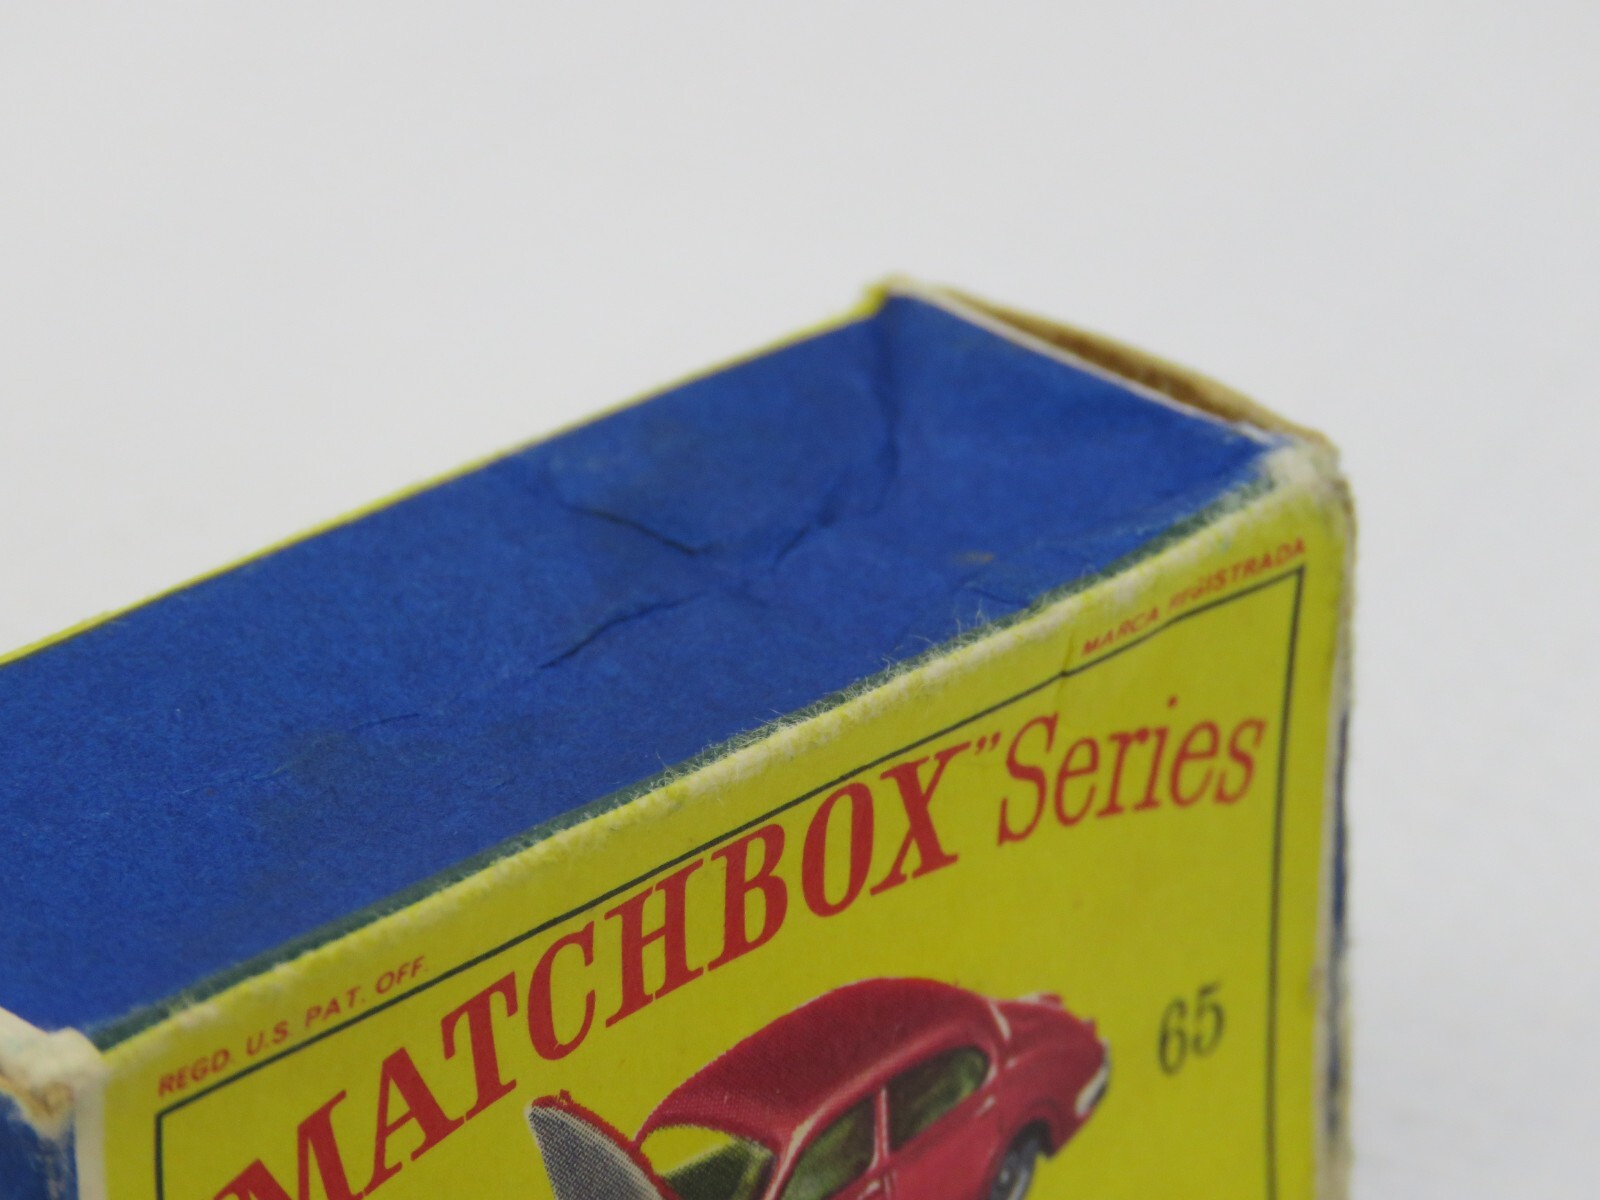 REGD. U.S. PAT. OFF. MARCA REGISTRADA
"MATCHBOX" Series
65